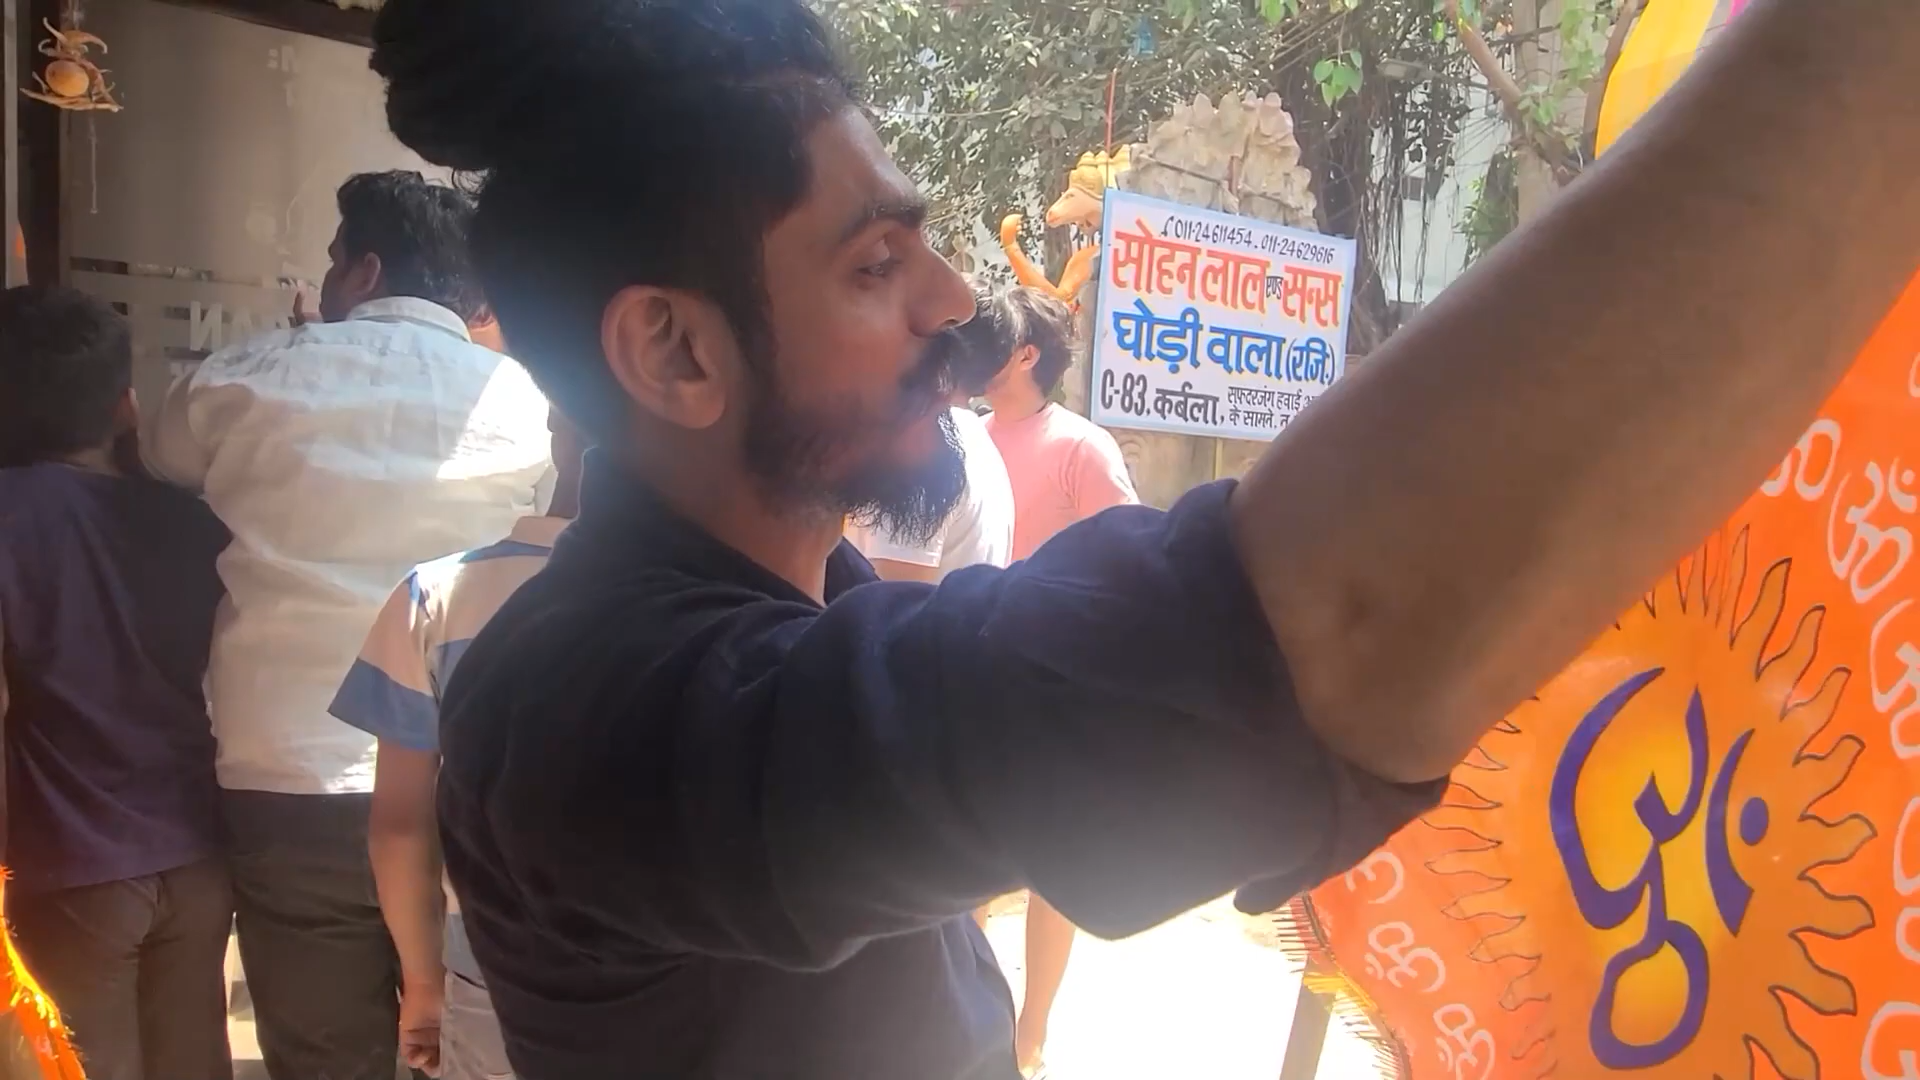 011-24611454, 011-24629616
सोहन लाल एण्ड सन्स
घोड़ी वाला (रजि॰)
C-83, कर्बला,
सफदरजंग हवाई
के सामने,
ॐ